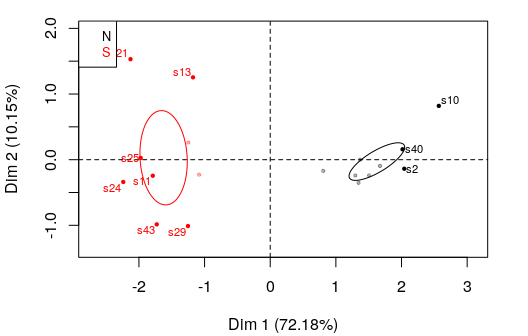 N
S
21
s13
s10
s40
s2
s25
s11
s24
s43
s29
2.0
1.0
0.0
-1.0
Dim 2 (10.15%)
-2 -1 0 1 2 3
Dim 1 (72.18%)